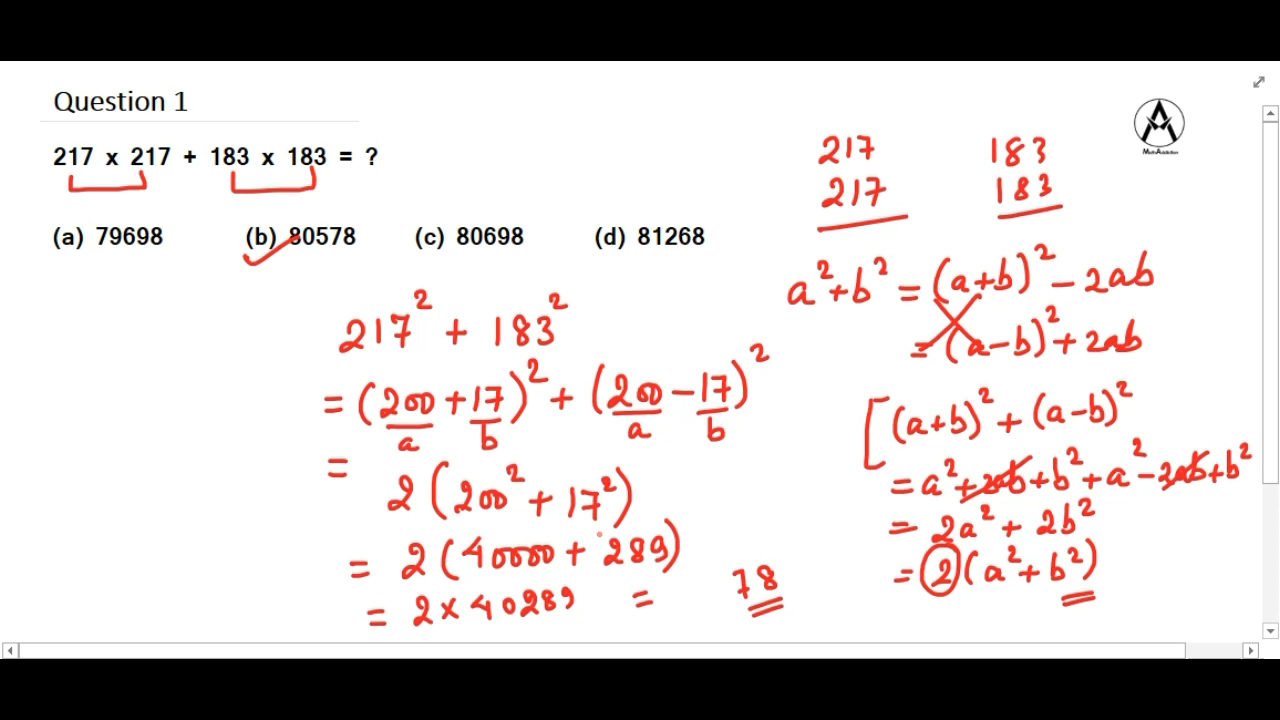 Question 1
217 x 217 + 183 x 183 = ?
(a) 79698 (b) 80578 (c) 80698 (d) 81268
217² + 183²
= (200 + 17)² + (200 - 17)²
a b a b
= 2 (200² + 17²)
= 2 (40000 + 289)
= 2 × 40289 = 78
MathAddiction
217 183
217 183
a² + b² = (a+b)² - 2ab
= (a-b)² + 2ab
[ (a+b)² + (a-b)²
= a² + 2ab + b² + a² - 2ab + b²
= 2a² + 2b²
= 2 (a² + b²)